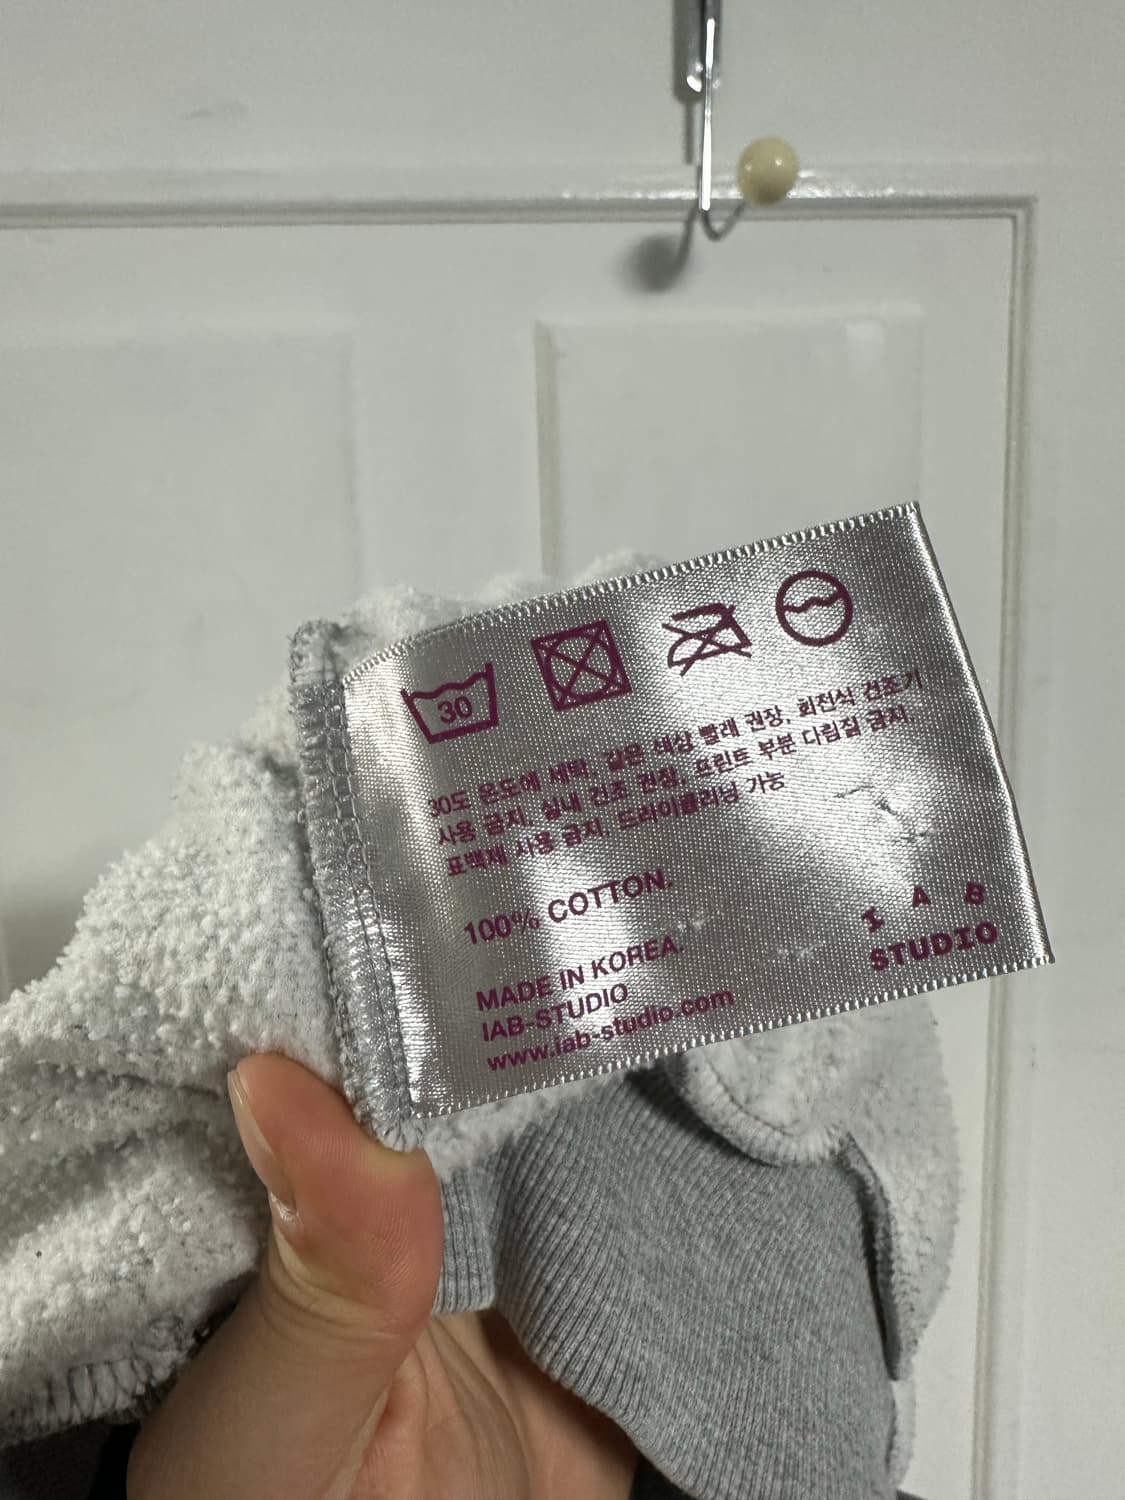 30
30도 온도에 세탁, 같은 색상 빨래 권장, 회전식 건조기
사용 금지, 실내 건조 권장, 프린트 부분 다림질 금지,
표백제 사용 금지, 드라이클리닝 가능
100% COTTON.
MADE IN KOREA.
IAB-STUDIO
www.iab-studio.com
I A B
STUDIO